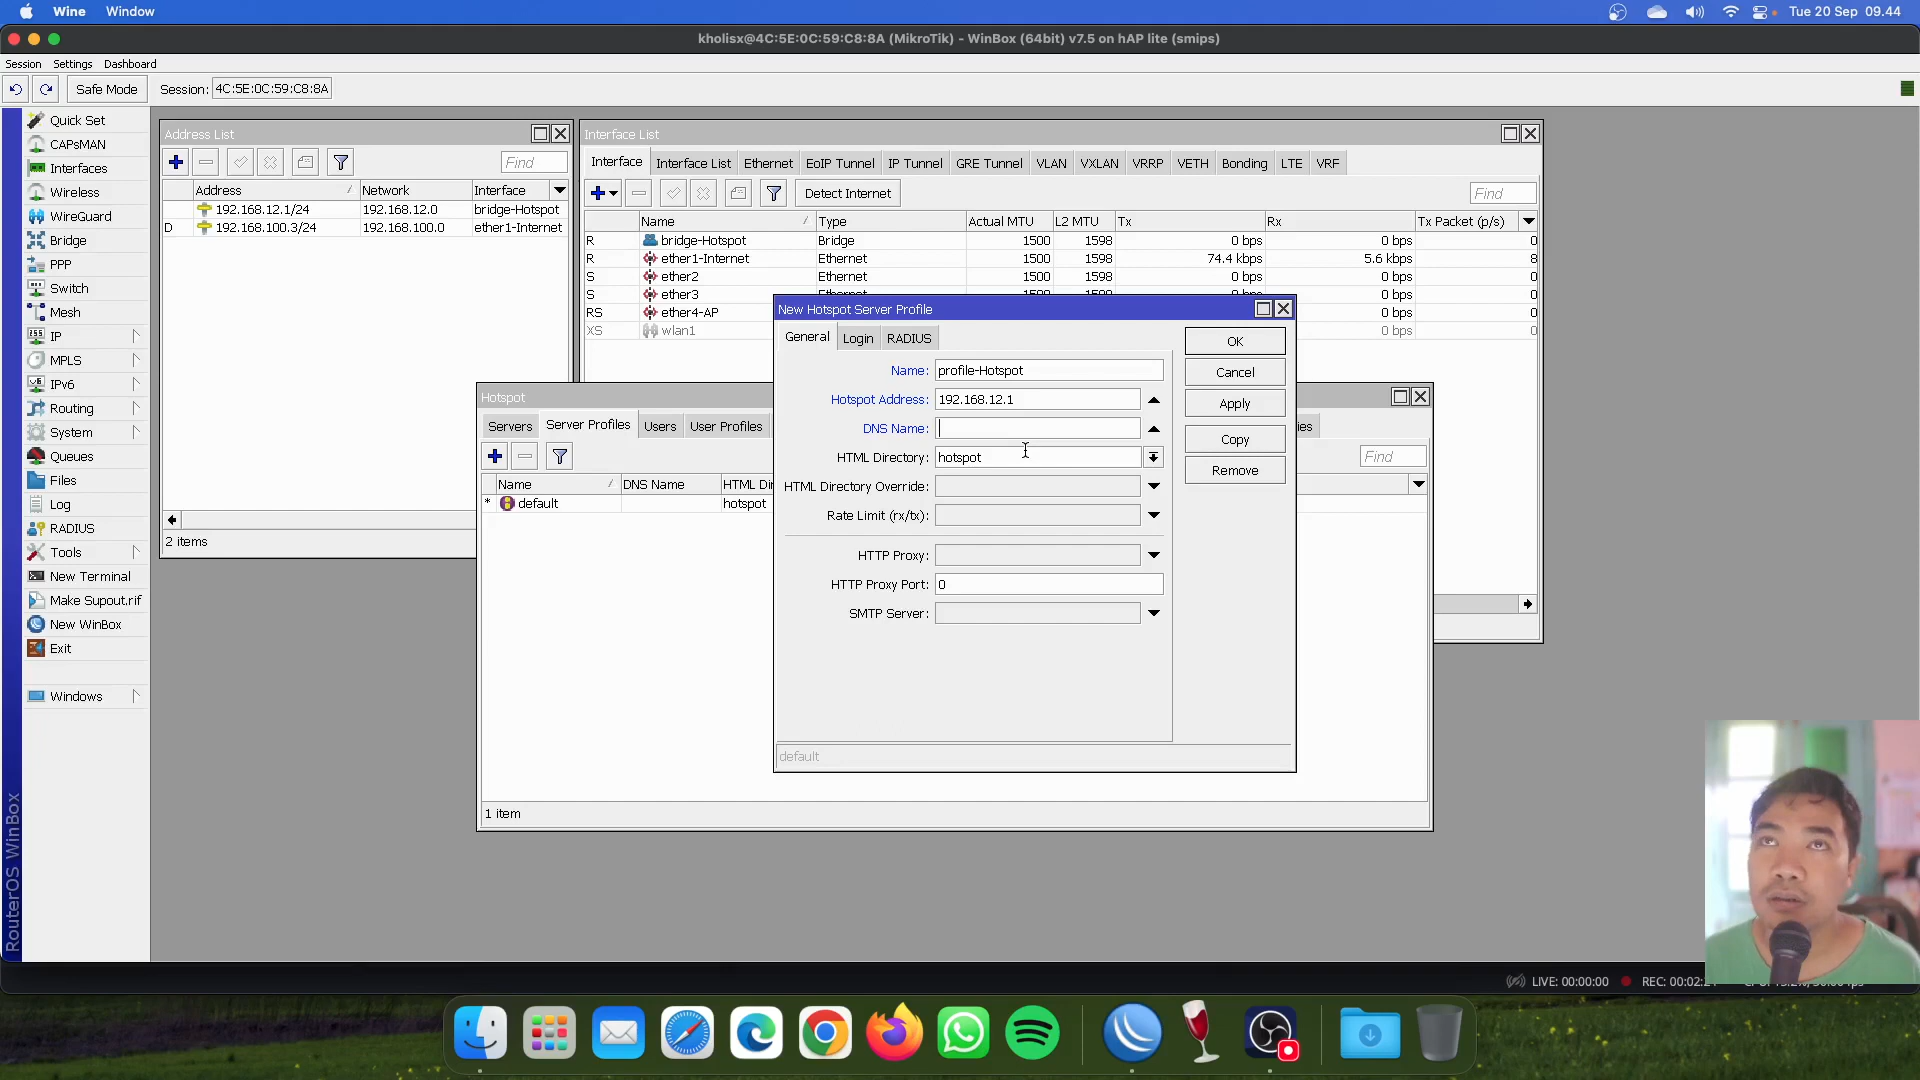 Wine Window
Tue 20 Sep 09.44
kholisx@4C:5E:0C:59:C8:8A (MikroTik) - WinBox (64bit) v7.5 on hAP lite (smips)
Session Settings Dashboard
Safe Mode Session: 4C:5E:0C:59:C8:8A
Quick Set
CAPsMAN
Interfaces
Wireless
WireGuard
Bridge
PPP
Switch
Mesh
IP
MPLS
IPv6
Routing
System
Queues
Files
Log
RADIUS
Tools
New Terminal
Make Supout.rif
New WinBox
Exit
Windows
RouterOS WinBox
Address List
Find
Address Network Interface
192.168.12.1/24 192.168.12.0 bridge-Hotspot
D 192.168.100.3/24 192.168.100.0 ether1-Internet
2 items
Interface List
Interface Interface List Ethernet EoIP Tunnel IP Tunnel GRE Tunnel VLAN VXLAN VRRP VETH Bonding LTE VRF
Detect Internet Find
Name Type Actual MTU L2 MTU Tx Rx Tx Packet (p/s)
R bridge-Hotspot Bridge 1500 1598 0 bps 0 bps 0
R ether1-Internet Ethernet 1500 1598 74.4 kbps 5.6 kbps 8
S ether2 Ethernet 1500 1598 0 bps 0 bps 0
S ether3 Ethernet 1500 1598 0 bps 0 bps 0
RS ether4-AP 0 bps 0
XS wlan1 0 bps 0
Hotspot
Servers Server Profiles Users User Profiles ies
Find
Name DNS Name HTML Dir
* default hotspot
1 item
New Hotspot Server Profile
General Login RADIUS
Name: profile-Hotspot
Hotspot Address: 192.168.12.1
DNS Name:
HTML Directory: hotspot
HTML Directory Override:
Rate Limit (rx/tx):
HTTP Proxy:
HTTP Proxy Port: 0
SMTP Server:
OK
Cancel
Apply
Copy
Remove
default
LIVE: 00:00:00 REC: 00:02: